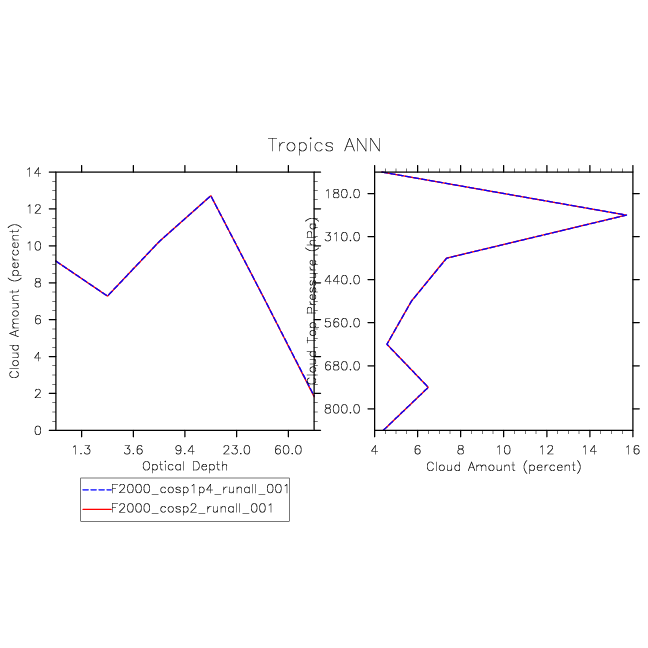 Tropics ANN
Cloud Amount (percent)
14
12
10
8
6
4
2
0
1.3 3.6 9.4 23.0 60.0
Optical Depth
Cloud Top Pressure (hPa)
180.0
310.0
440.0
560.0
680.0
800.0
4 6 8 10 12 14 16
Cloud Amount (percent)
F2000_cosp1p4_runall_001
F2000_cosp2_runall_001